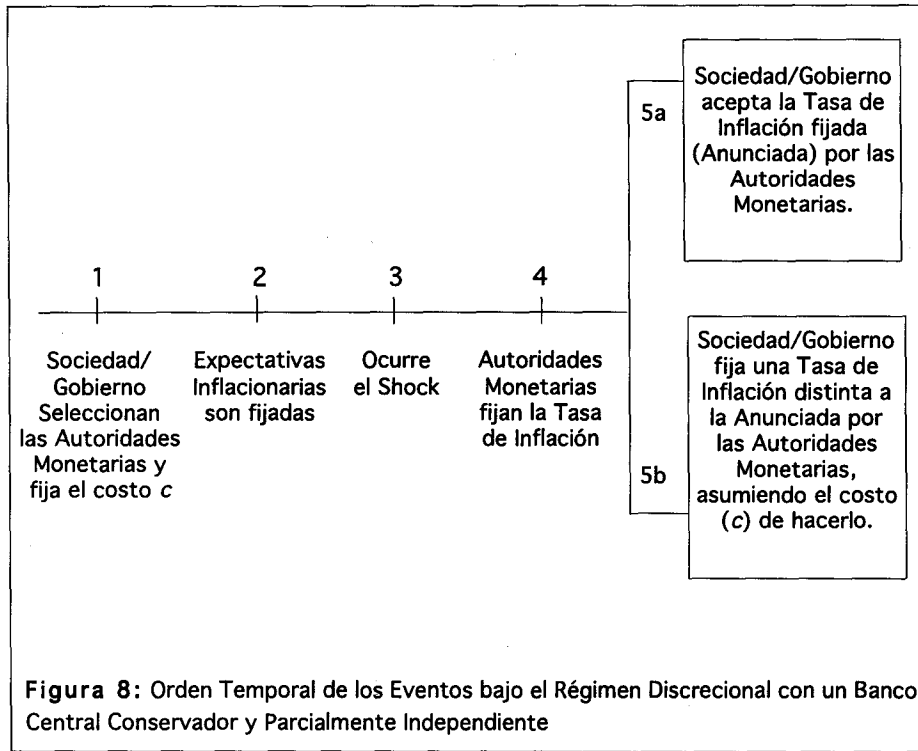 5a
Sociedad/Gobierno
acepta la Tasa de
Inflación fijada
(Anunciada) por las
Autoridades
Monetarias.
1
2
3
4
Sociedad/
Gobierno
Seleccionan
las Autoridades
Monetarias y
fija el costo c
Expectativas
Inflacionarias
son fijadas
Ocurre
el Shock
Autoridades
Monetarias
fijan la Tasa
de Inflación
5b
Sociedad/Gobierno
fija una Tasa de
Inflación distinta a
la Anunciada por
las Autoridades
Monetarias,
asumiendo el costo
(c) de hacerlo.
Figura 8: Orden Temporal de los Eventos bajo el Régimen Discrecional con un Banco
Central Conservador y Parcialmente Independiente